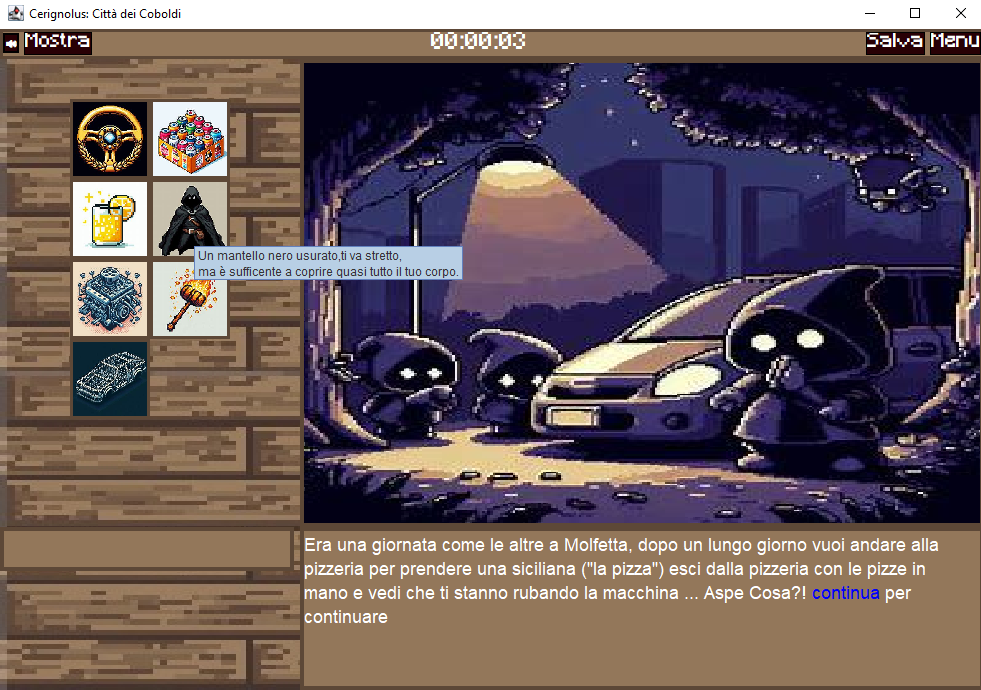 Cerignolus: Città dei Coboldi
Mostra
00:00:03
Salva
Menu
Un mantello nero usurato,ti va stretto,
ma è sufficente a coprire quasi tutto il tuo corpo.
Era una giornata come le altre a Molfetta, dopo un lungo giorno vuoi andare alla
pizzeria per prendere una siciliana ("la pizza") esci dalla pizzeria con le pizze in
mano e vedi che ti stanno rubando la macchina ... Aspe Cosa?! continua per
continuare